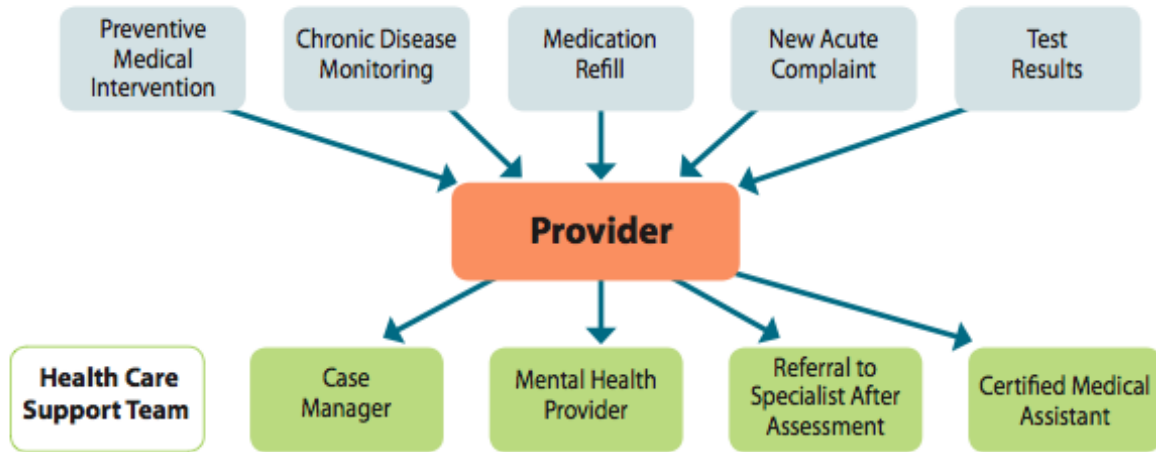 Preventive
Medical
Intervention
Chronic Disease
Monitoring
Medication
Refill
New Acute
Complaint
Test
Results
Provider
Health Care
Support Team
Case
Manager
Mental Health
Provider
Referral to
Specialist After
Assessment
Certified Medical
Assistant